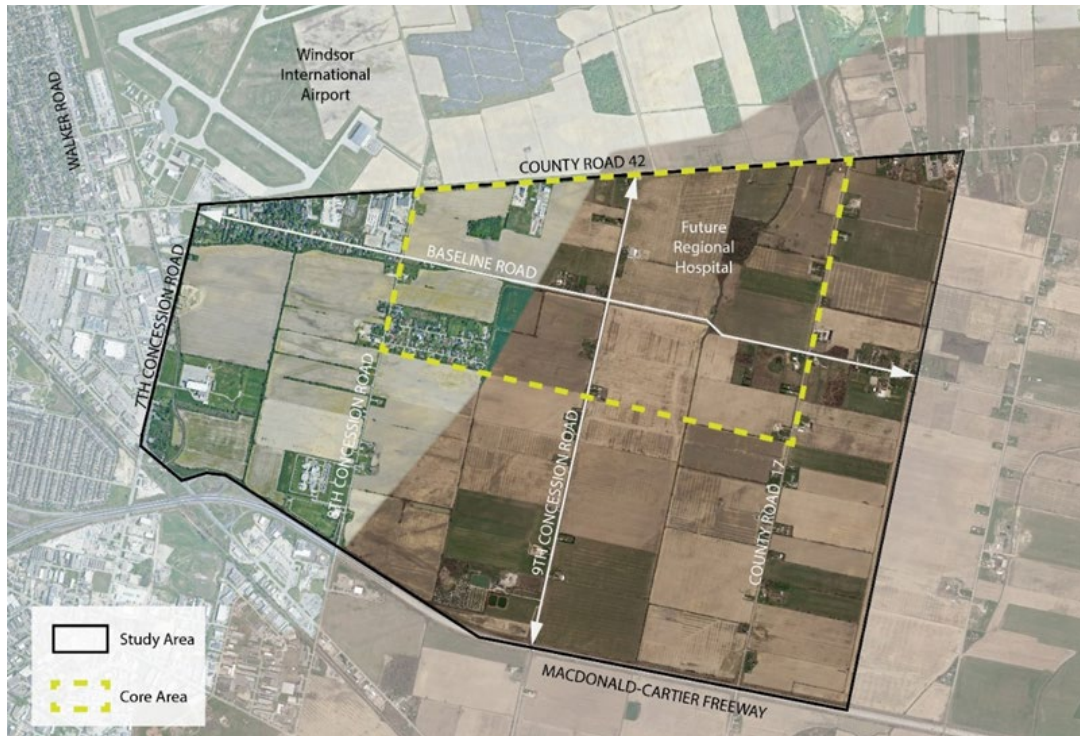 Windsor
International
Airport
WALKER ROAD
COUNTY ROAD 42
Future
Regional
Hospital
BASELINE ROAD
7TH CONCESSION ROAD
8TH CONCESSION ROAD
9TH CONCESSION ROAD
COUNTY ROAD 17
MACDONALD-CARTIER FREEWAY
Study Area
Core Area